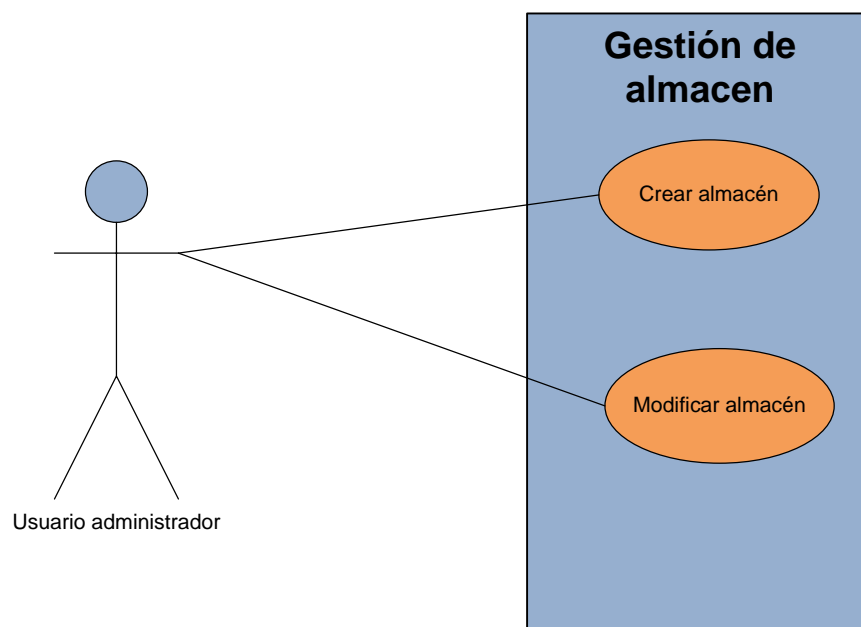 Gestión de
almacen
Crear almacén
Modificar almacén
Usuario administrador